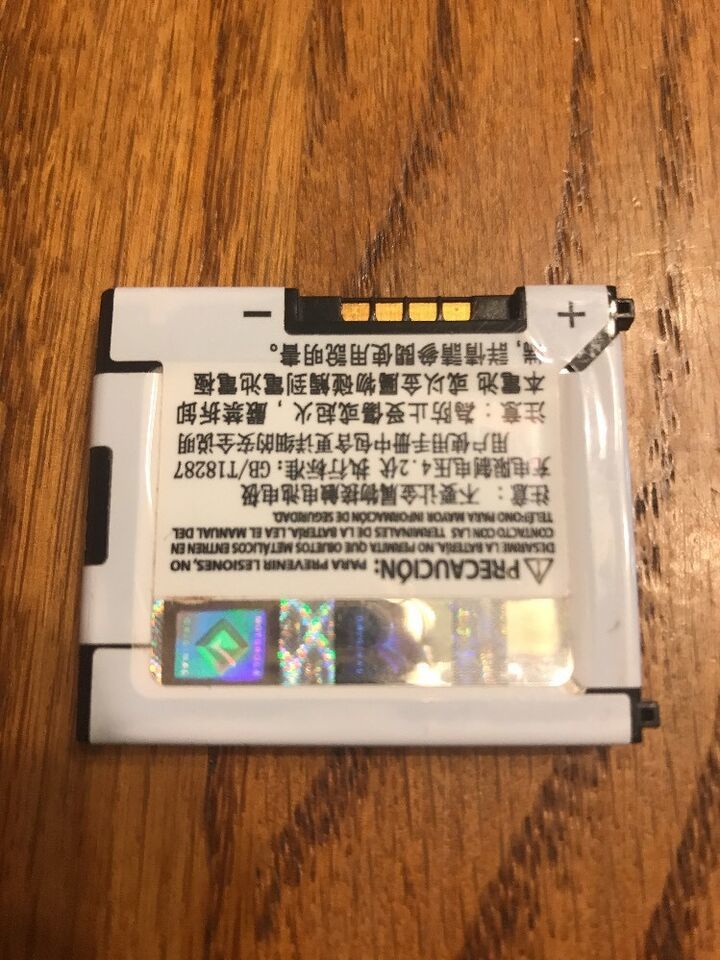 PRECAUCIÓN: PARA PREVENIR LESIONES, NO
DESARME LA BATERÍA, NO PERMITA QUE OBJETOS METÁLICOS ENTREN EN
CONTACTO CON LAS TERMINALES DE LA BATERÍA. LEA EL MANUAL DEL
TELÉFONO PARA MAYOR INFORMACIÓN DE SEGURIDAD.
注意：不要让金属物接触电池电极
充电限制电压4.2伏 执行标准：GB/T18287
用户使用手册中包含更详细的安全说明
注意：為防止受傷或起火，嚴禁拆卸
本電池 或以金屬物碰觸到電池電極
端,詳情請參閱使用說明書。
+ −